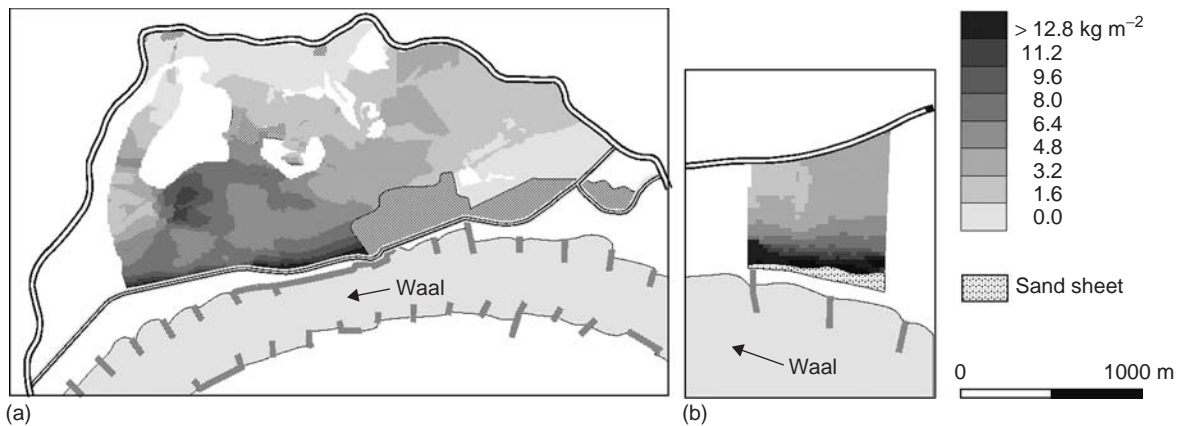 > 12.8 kg m⁻²
11.2
9.6
8.0
6.4
4.8
3.2
1.6
0.0
Waal
Waal
Sand sheet
0 1000 m
(a)
(b)